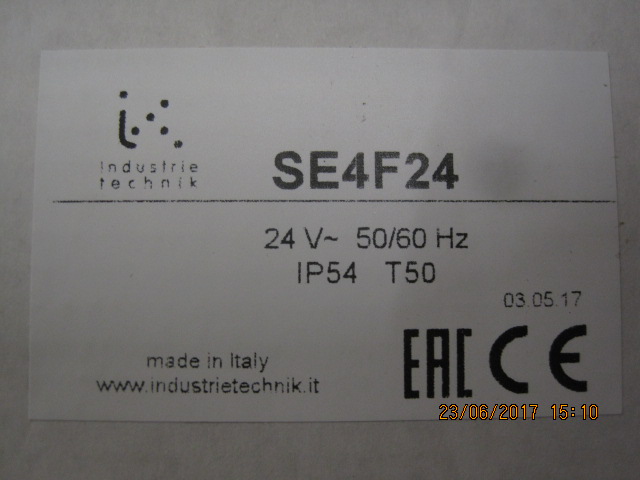 industrie
technik
SE4F24
24 V~ 50/60 Hz
IP54 T50
03.05.17
made in Italy
www.industrietechnik.it
EAC CE
23/06/2017 15:10